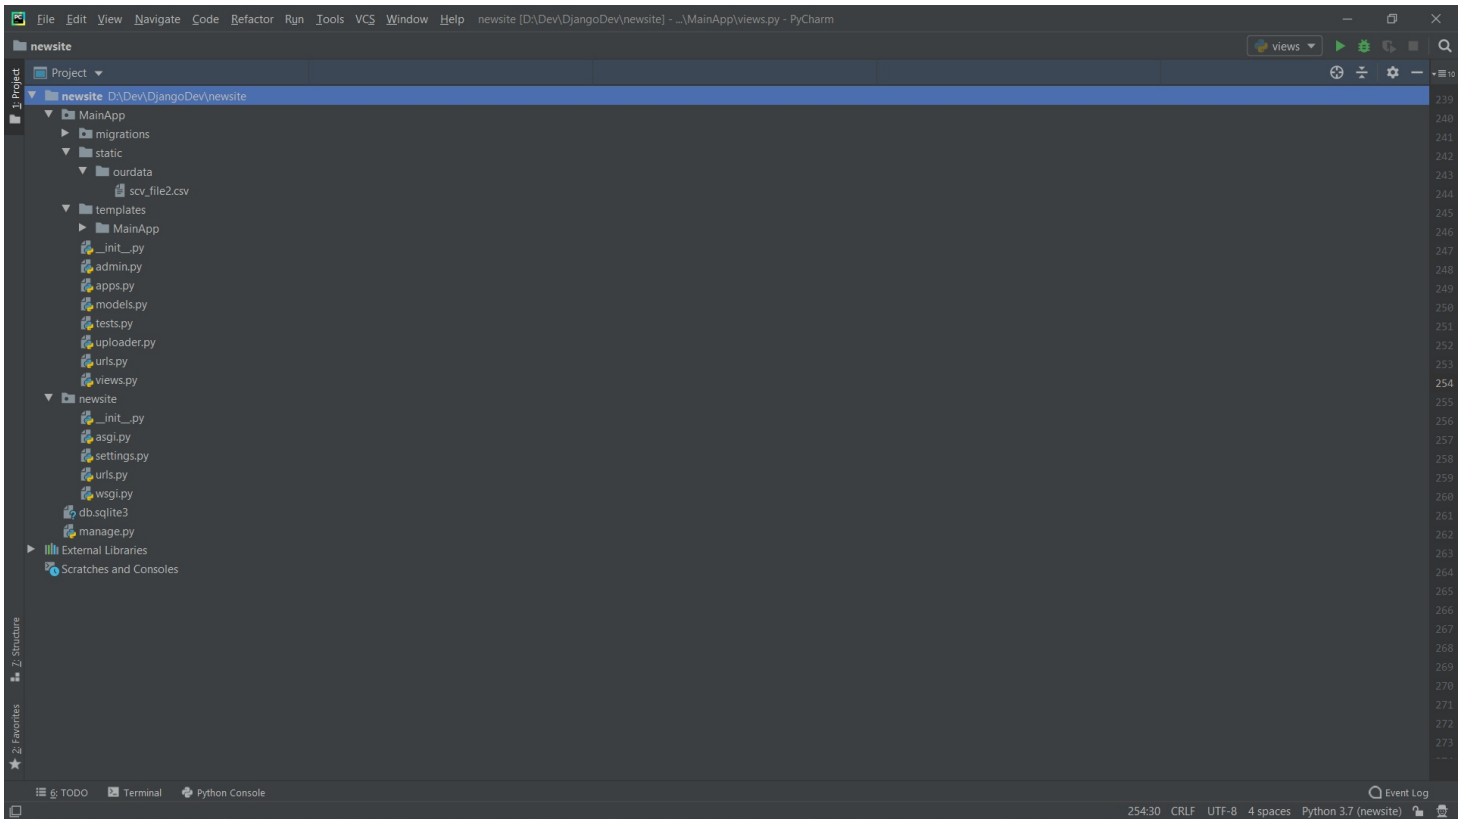 PC File Edit View Navigate Code Refactor Run Tools VCS Window Help newsite [D:\Dev\DjangoDev\newsite] - ...\MainApp\views.py - PyCharm
newsite views
1: Project
Project 10
newsite D:\Dev\DjangoDev\newsite 239
MainApp 240
migrations 241
static 242
ourdata 243
scv_file2.csv 244
templates 245
MainApp 246
__init__.py 247
admin.py 248
apps.py 249
models.py 250
tests.py 251
uploader.py 252
urls.py 253
views.py 254
newsite 255
__init__.py 256
asgi.py 257
settings.py 258
urls.py 259
wsgi.py 260
db.sqlite3 261
manage.py 262
External Libraries 263
Scratches and Consoles 264
265
266
267
268
269
270
271
272
273
Z: Structure
2: Favorites
6: TODO Terminal Python Console Event Log
254:30 CRLF UTF-8 4 spaces Python 3.7 (newsite)